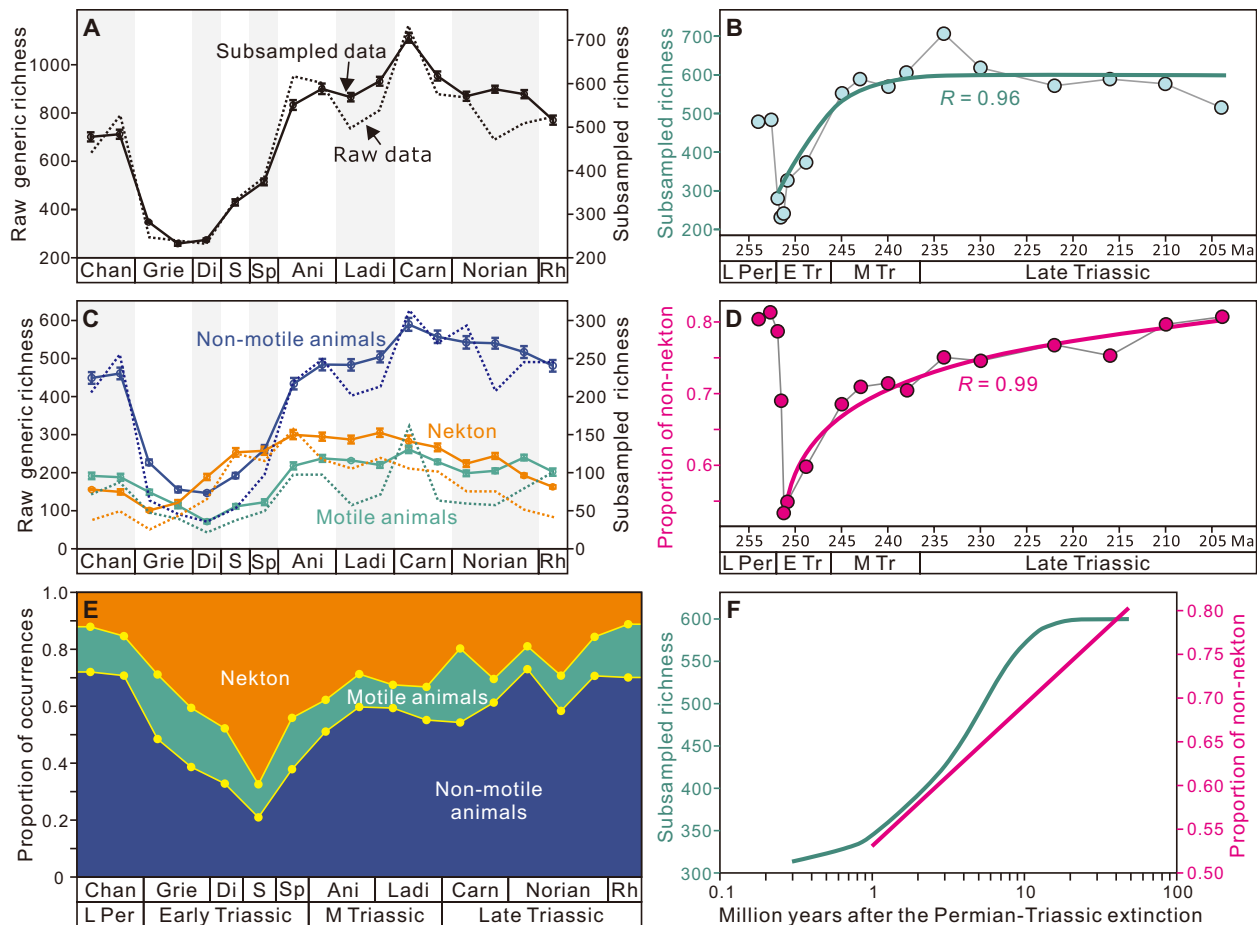 A
Raw generic richness
1000
800
600
400
200
Subsampled data
Raw data
700
600
500
400
300
200
Subsampled richness
Chan Grie Di S Sp Ani Ladi Carn Norian Rh
B
Subsampled richness
700
600
500
400
300
200
R = 0.96
255 250 245 240 235 230 225 220 215 210 205 Ma
L Per E Tr M Tr Late Triassic
C
Raw generic richness
600
500
400
300
200
100
0
Non-motile animals
Nekton
Motile animals
300
250
200
150
100
50
0
Subsampled richness
Chan Grie Di S Sp Ani Ladi Carn Norian Rh
D
Proportion of non-nekton
0.8
0.7
0.6
R = 0.99
255 250 245 240 235 230 225 220 215 210 205 Ma
L Per E Tr M Tr Late Triassic
E
Proportion of occurrences
1.0
0.8
0.6
0.4
0.2
0
Nekton
Motile animals
Non-motile
animals
Chan Grie Di S Sp Ani Ladi Carn Norian Rh
L Per Early Triassic M Triassic Late Triassic
F
Subsampled richness
600
550
500
450
400
350
300
0.80
0.75
0.70
0.65
0.60
0.55
0.50
Proportion of non-nekton
0.1 1 10 100
Million years after the Permian-Triassic extinction